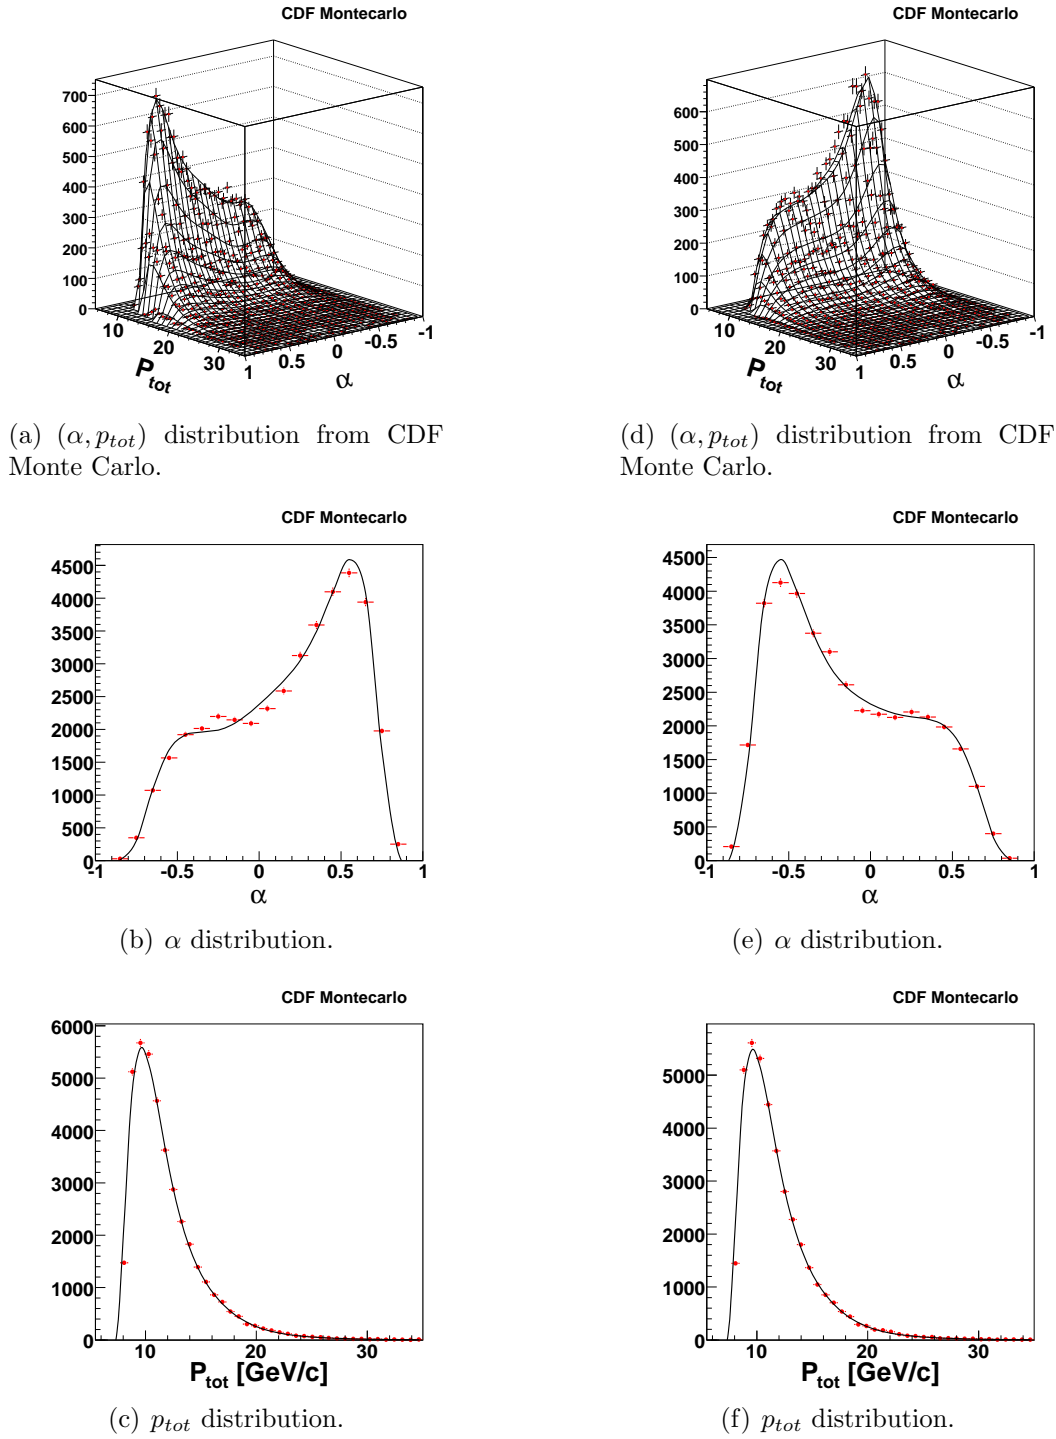 CDF Montecarlo
CDF Montecarlo
700
600
500
400
300
200
100
0
10
20
30
P_tot
1
0.5
0
-0.5
-1
α
600
500
400
300
200
100
0
10
20
30
P_tot
1
0.5
0
-0.5
-1
α
(a) (α, p_tot) distribution from CDF
Monte Carlo.
(d) (α, p_tot) distribution from CDF
Monte Carlo.
CDF Montecarlo
4500
4000
3500
3000
2500
2000
1500
1000
500
0
-1 -0.5 0 0.5 1
α
(b) α distribution.
CDF Montecarlo
4500
4000
3500
3000
2500
2000
1500
1000
500
0
-1 -0.5 0 0.5 1
α
(e) α distribution.
CDF Montecarlo
6000
5000
4000
3000
2000
1000
0
10 20 30
P_tot [GeV/c]
(c) p_tot distribution.
CDF Montecarlo
5000
4000
3000
2000
1000
0
10 20 30
P_tot [GeV/c]
(f) p_tot distribution.